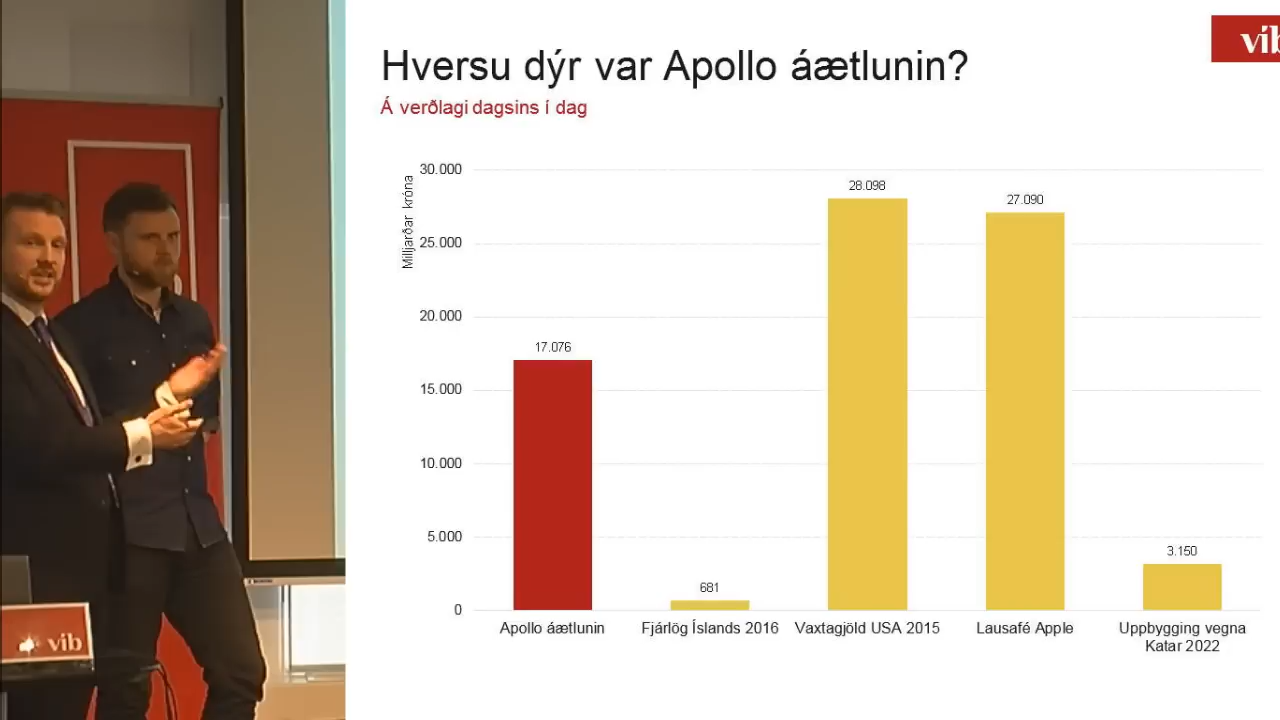 Hversu dýr var Apollo áætlunin?
Á verðlagi dagsins í dag
Milljarðar króna
30.000
25.000
20.000
15.000
10.000
5.000
0
17.076
681
28.098
27.090
3.150
Apollo áætlunin
Fjárlög Íslands 2016
Vaxtagjöld USA 2015
Lausafé Apple
Uppbygging vegna
Katar 2022
vib